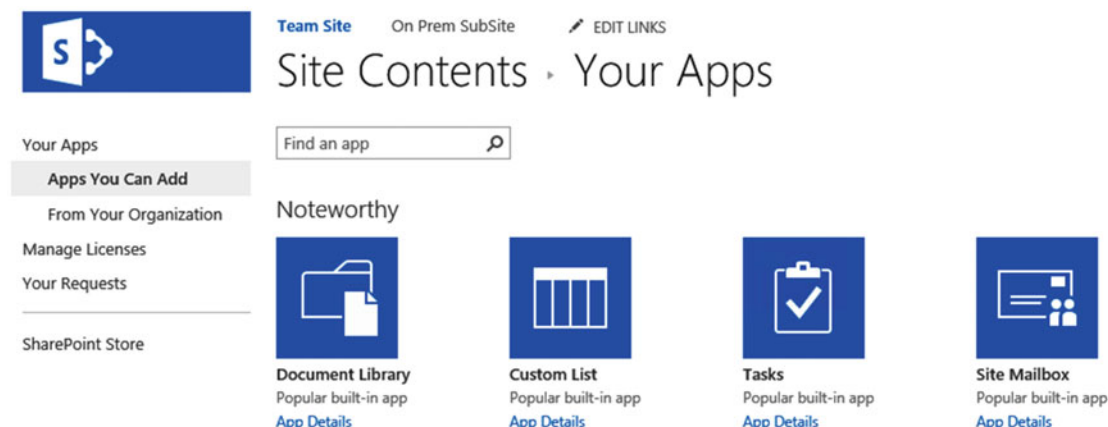 S
Team Site On Prem SubSite EDIT LINKS
Site Contents ▸ Your Apps
Find an app
Your Apps
Apps You Can Add
From Your Organization
Manage Licenses
Your Requests
SharePoint Store
Noteworthy
Document Library Custom List Tasks Site Mailbox
Popular built-in app Popular built-in app Popular built-in app Popular built-in app
App Details App Details App Details App Details